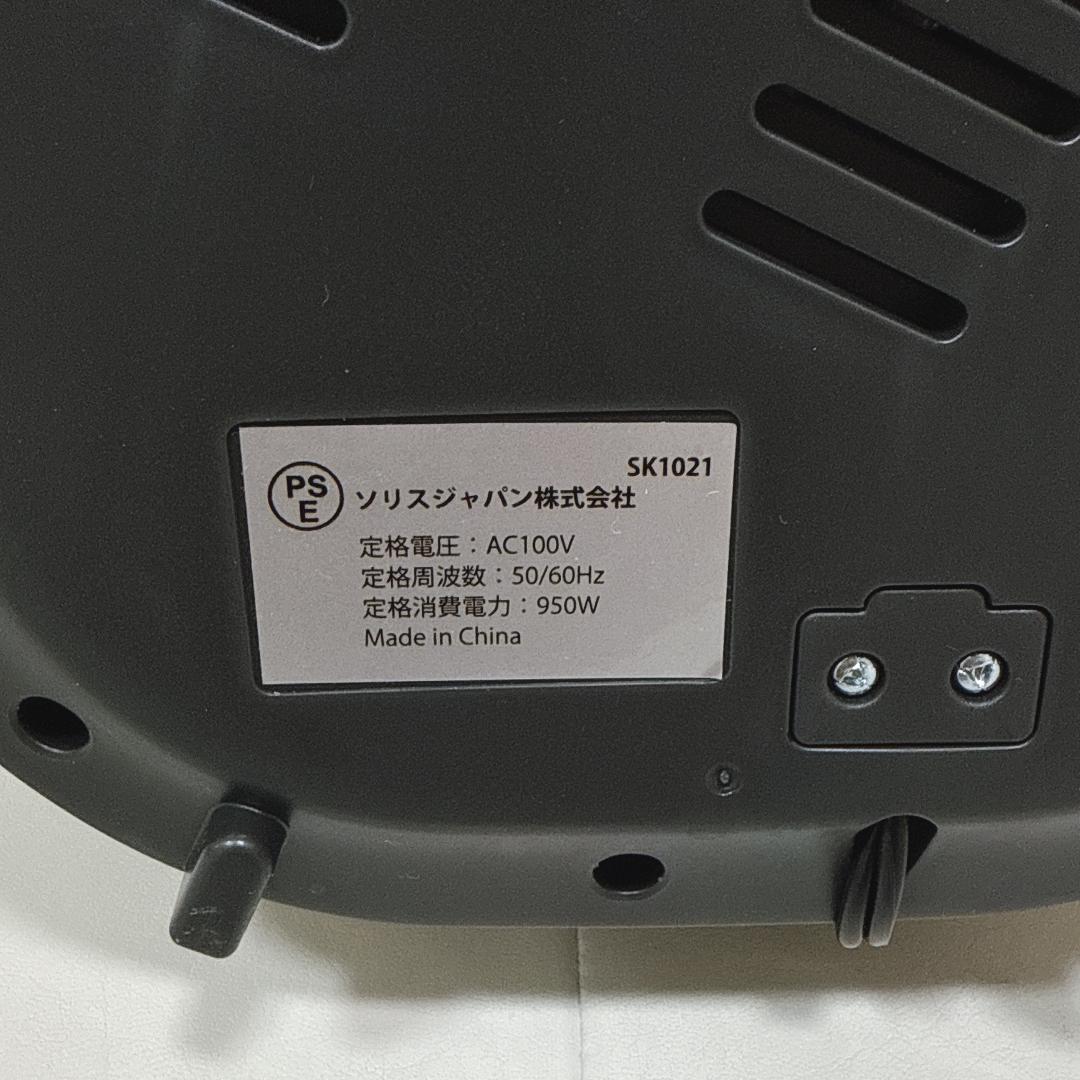 SK1021
PSE
ソリスジャパン株式会社
定格電圧：AC100V
定格周波数：50/60Hz
定格消費電力：950W
Made in China